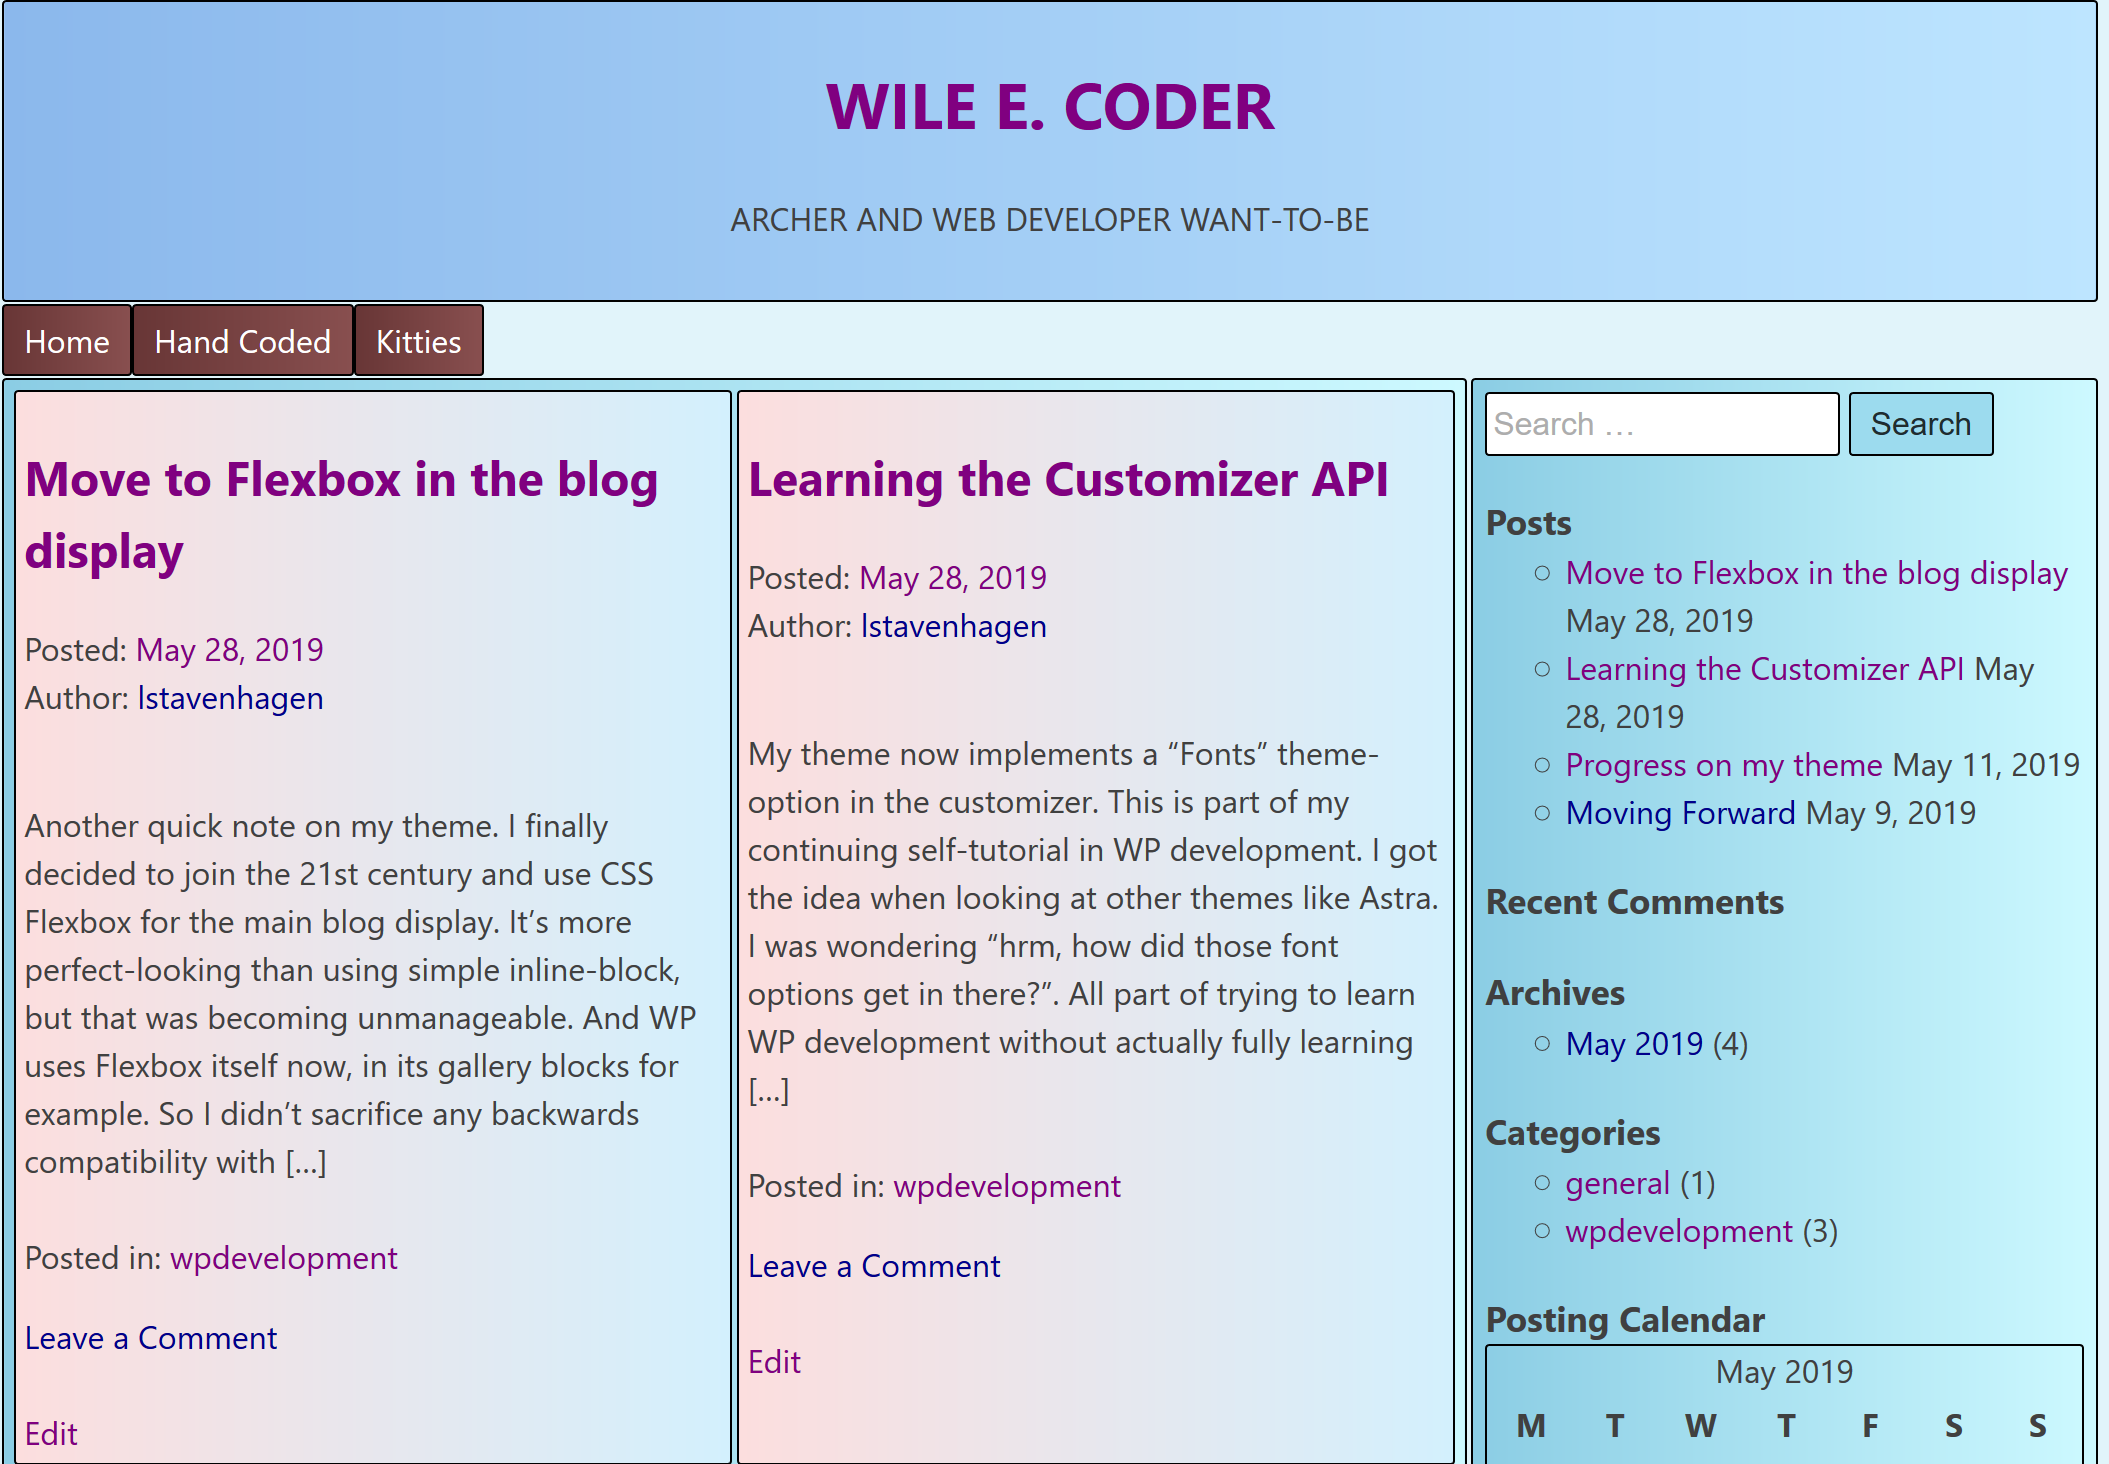 WILE E. CODER
ARCHER AND WEB DEVELOPER WANT-TO-BE
Home
Hand Coded
Kitties
Move to Flexbox in the blog
display
Posted: May 28, 2019
Author: lstavenhagen
Another quick note on my theme. I finally
decided to join the 21st century and use CSS
Flexbox for the main blog display. It’s more
perfect-looking than using simple inline-block,
but that was becoming unmanageable. And WP
uses Flexbox itself now, in its gallery blocks for
example. So I didn’t sacrifice any backwards
compatibility with […]
Posted in: wpdevelopment
Leave a Comment
Edit
Learning the Customizer API
Posted: May 28, 2019
Author: lstavenhagen
My theme now implements a “Fonts” theme-
option in the customizer. This is part of my
continuing self-tutorial in WP development. I got
the idea when looking at other themes like Astra.
I was wondering “hrm, how did those font
options get in there?”. All part of trying to learn
WP development without actually fully learning
[…]
Posted in: wpdevelopment
Leave a Comment
Edit
Search …
Search
Posts
Move to Flexbox in the blog display
May 28, 2019
Learning the Customizer API May
28, 2019
Progress on my theme May 11, 2019
Moving Forward May 9, 2019
Recent Comments
Archives
May 2019 (4)
Categories
general (1)
wpdevelopment (3)
Posting Calendar
May 2019
M T W T F S S